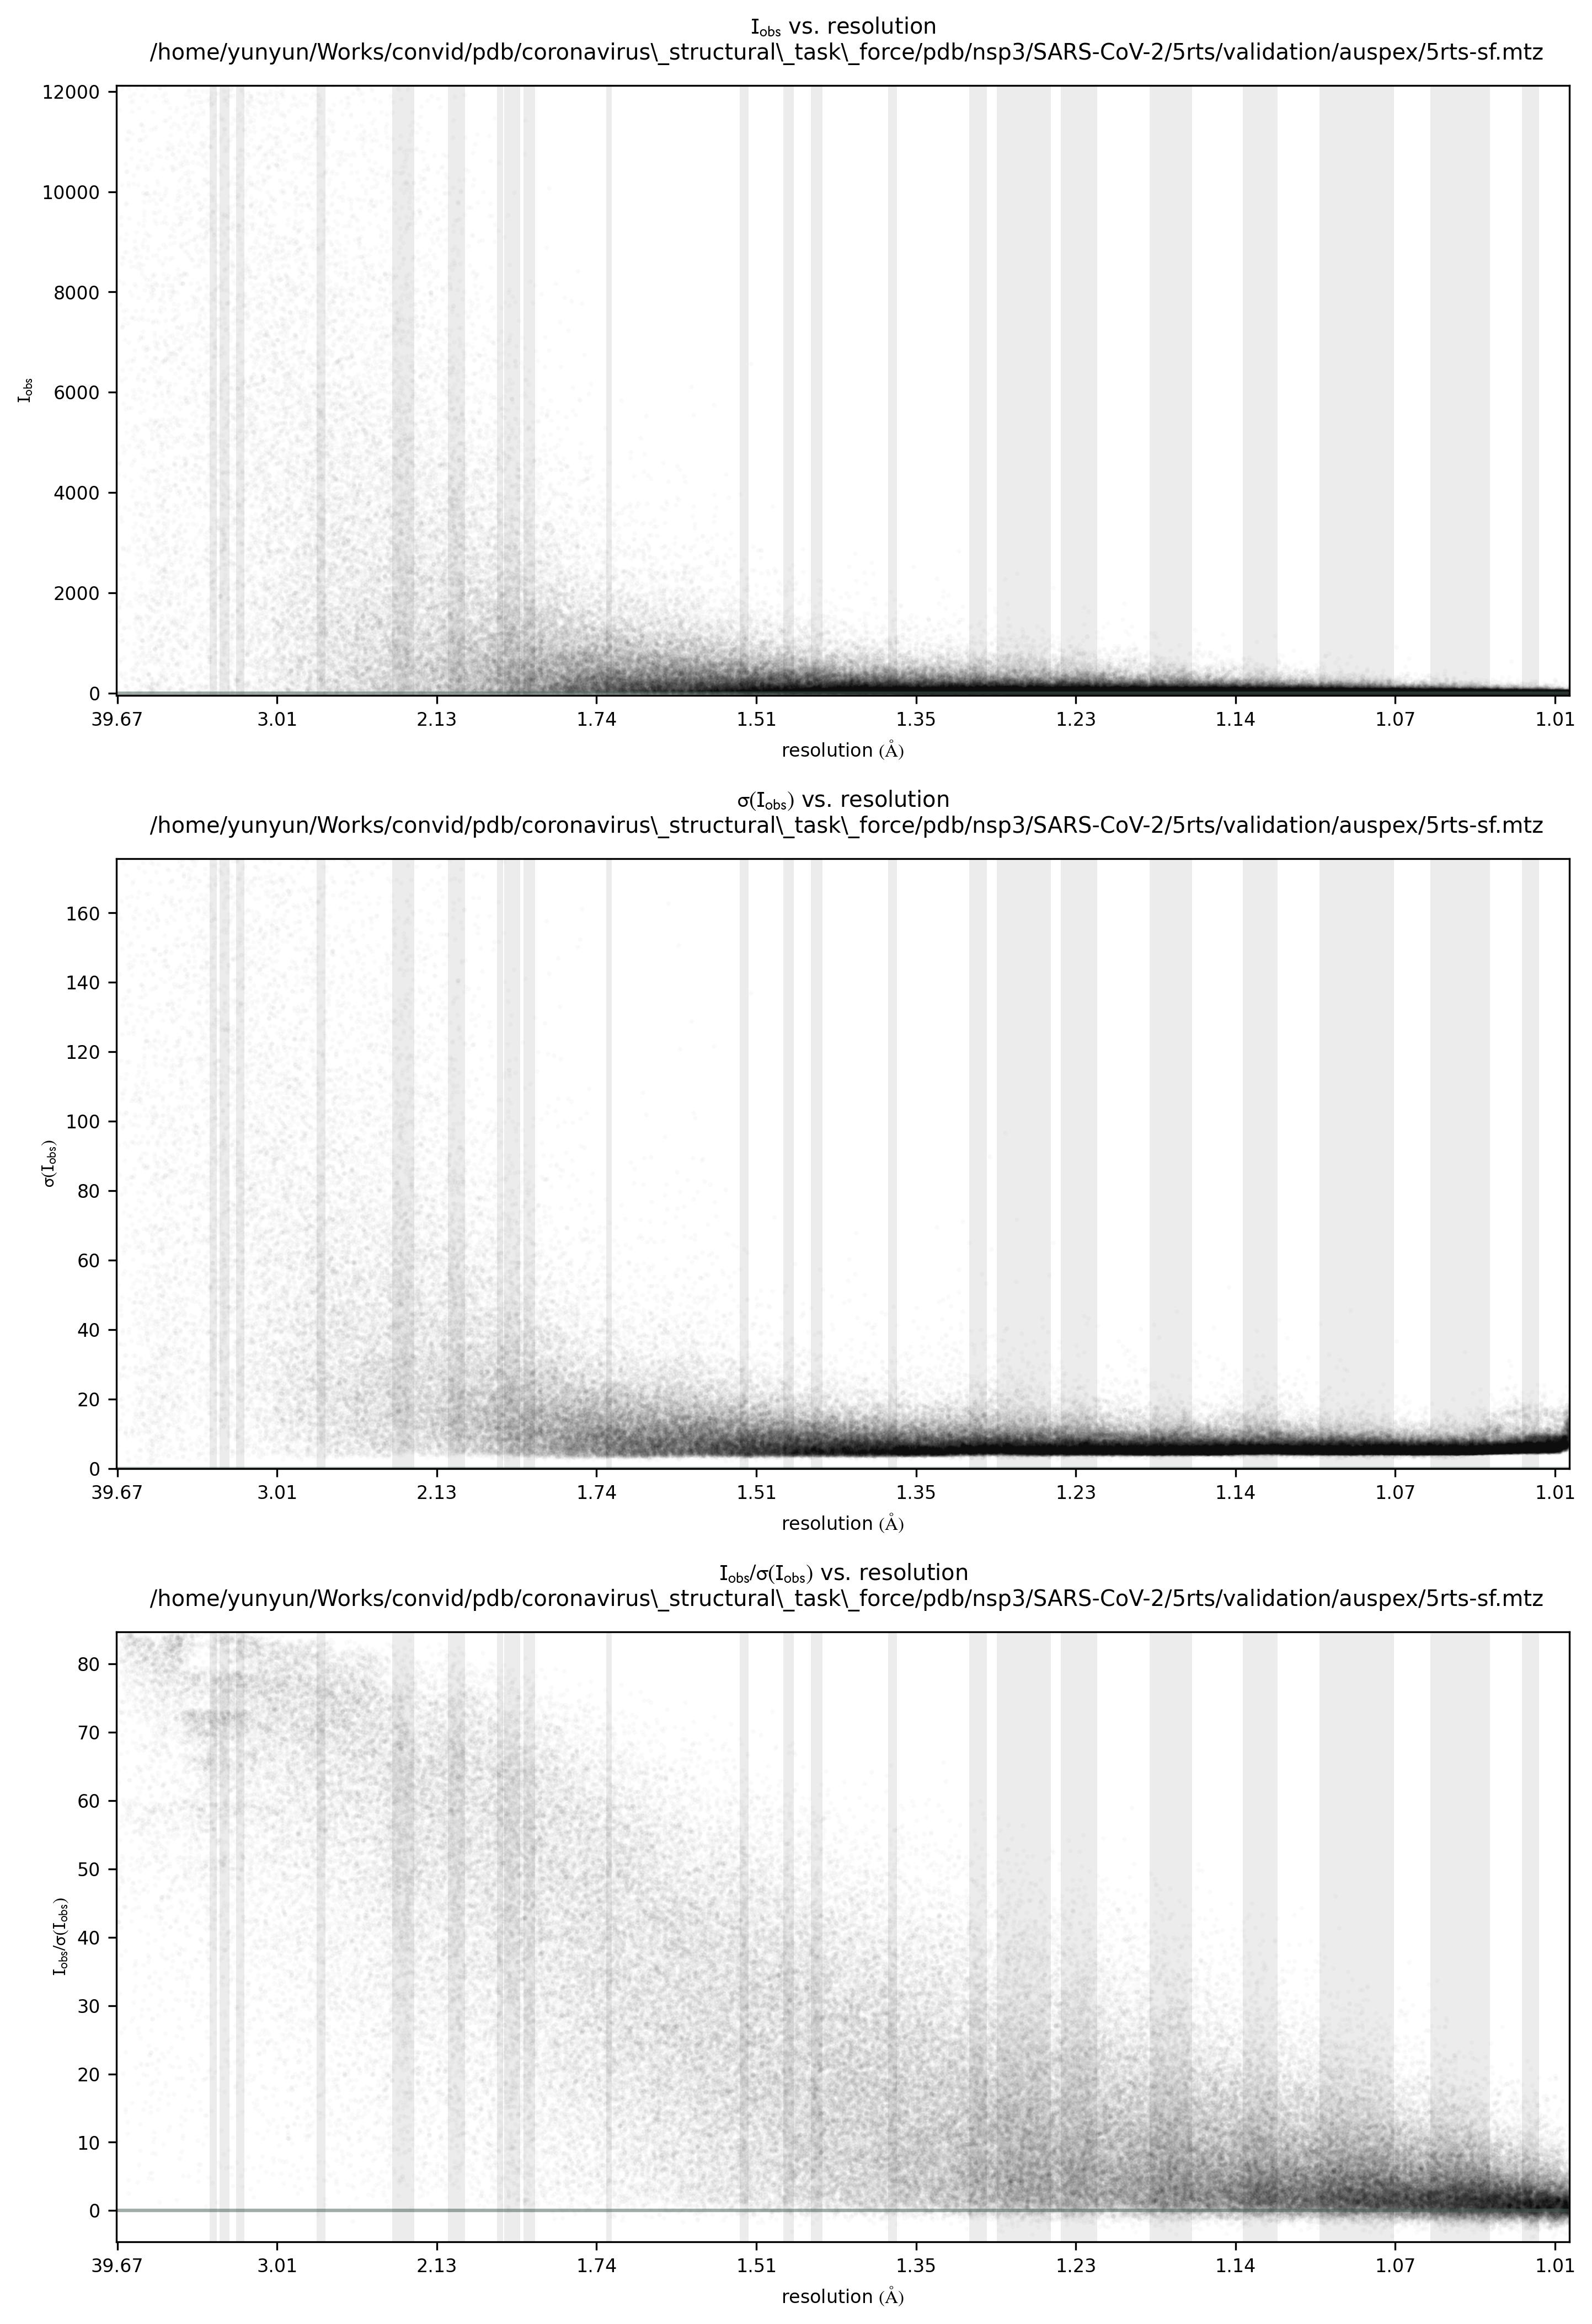 Iobs vs. resolution
/home/yunyun/Works/convid/pdb/coronavirus\_structural\_task\_force/pdb/nsp3/SARS-CoV-2/5rts/validation/auspex/5rts-sf.mtz
12000
10000
8000
6000
4000
2000
0
Iobs
39.67 3.01 2.13 1.74 1.51 1.35 1.23 1.14 1.07 1.01
resolution (Å)
σ(Iobs) vs. resolution
/home/yunyun/Works/convid/pdb/coronavirus\_structural\_task\_force/pdb/nsp3/SARS-CoV-2/5rts/validation/auspex/5rts-sf.mtz
160
140
120
100
80
60
40
20
0
σ(Iobs)
39.67 3.01 2.13 1.74 1.51 1.35 1.23 1.14 1.07 1.01
resolution (Å)
Iobs/σ(Iobs) vs. resolution
/home/yunyun/Works/convid/pdb/coronavirus\_structural\_task\_force/pdb/nsp3/SARS-CoV-2/5rts/validation/auspex/5rts-sf.mtz
80
70
60
50
40
30
20
10
0
Iobs/σ(Iobs)
39.67 3.01 2.13 1.74 1.51 1.35 1.23 1.14 1.07 1.01
resolution (Å)